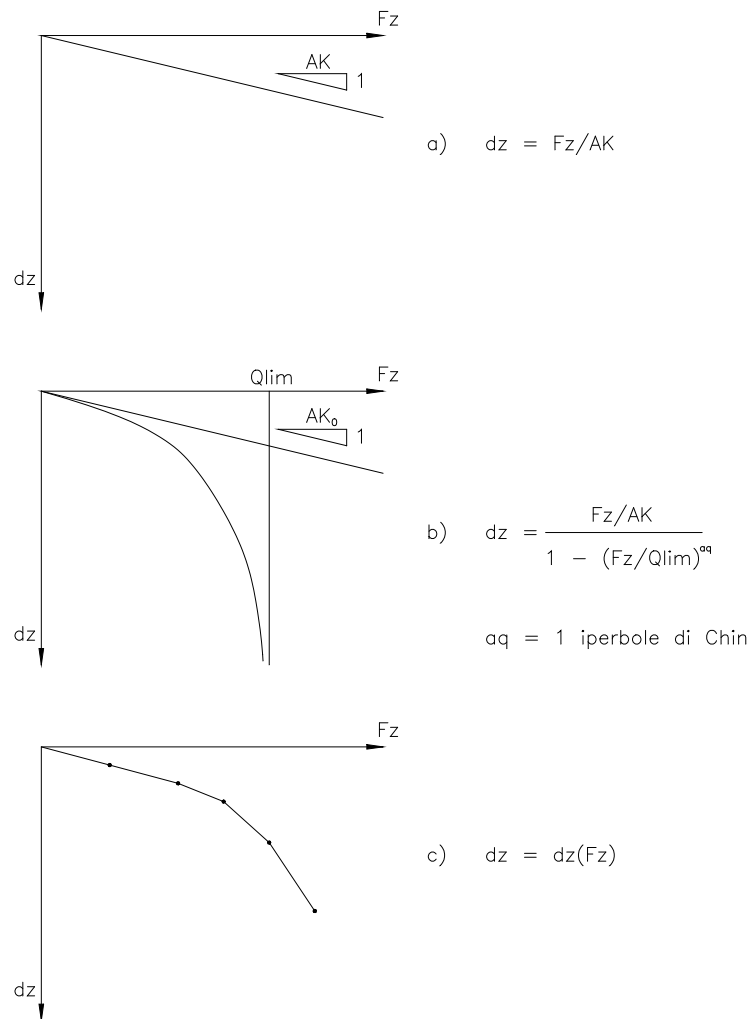 Fz
AK
1
a) dz = Fz/AK
dz
Qlim
Fz
AK₀
1
b) dz = Fz/AK
1 − (Fz/Qlim)^aq
dz
aq = 1 iperbole di Chin
Fz
c) dz = dz(Fz)
dz